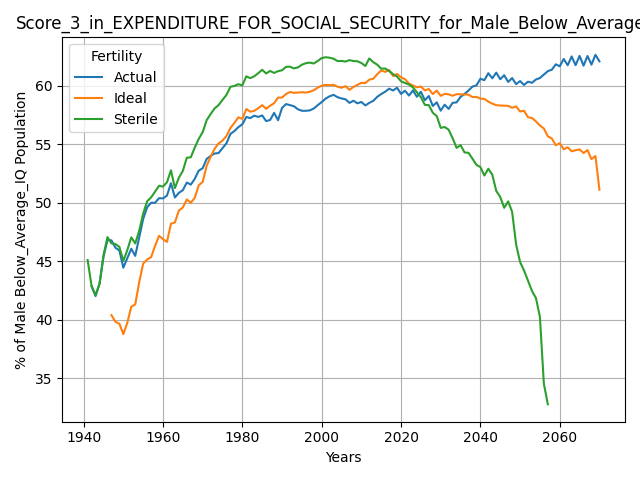 Score_3_in_EXPENDITURE_FOR_SOCIAL_SECURITY_for_Male_Below_Average
Fertility
Actual
Ideal
Sterile
% of Male Below_Average_IQ Population
60
55
50
45
40
35
1940 1960 1980 2000 2020 2040 2060
Years